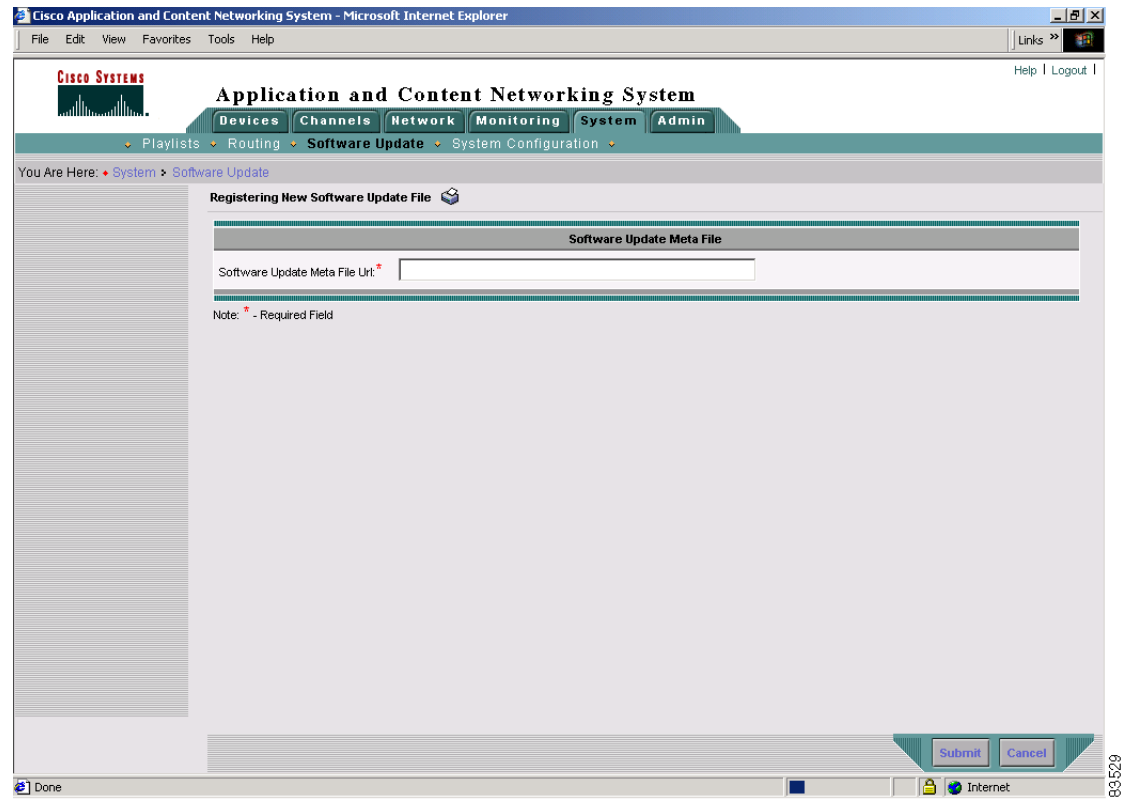 Cisco Application and Content Networking System - Microsoft Internet Explorer
File Edit View Favorites Tools Help
Links »
CISCO SYSTEMS
Help | Logout |
Application and Content Networking System
Devices Channels Network Monitoring System Admin
Playlists Routing Software Update System Configuration
You Are Here: System Software Update
Registering New Software Update File
Software Update Meta File
Software Update Meta File Url:*
Note: * - Required Field
Submit Cancel
Done
Internet
83529